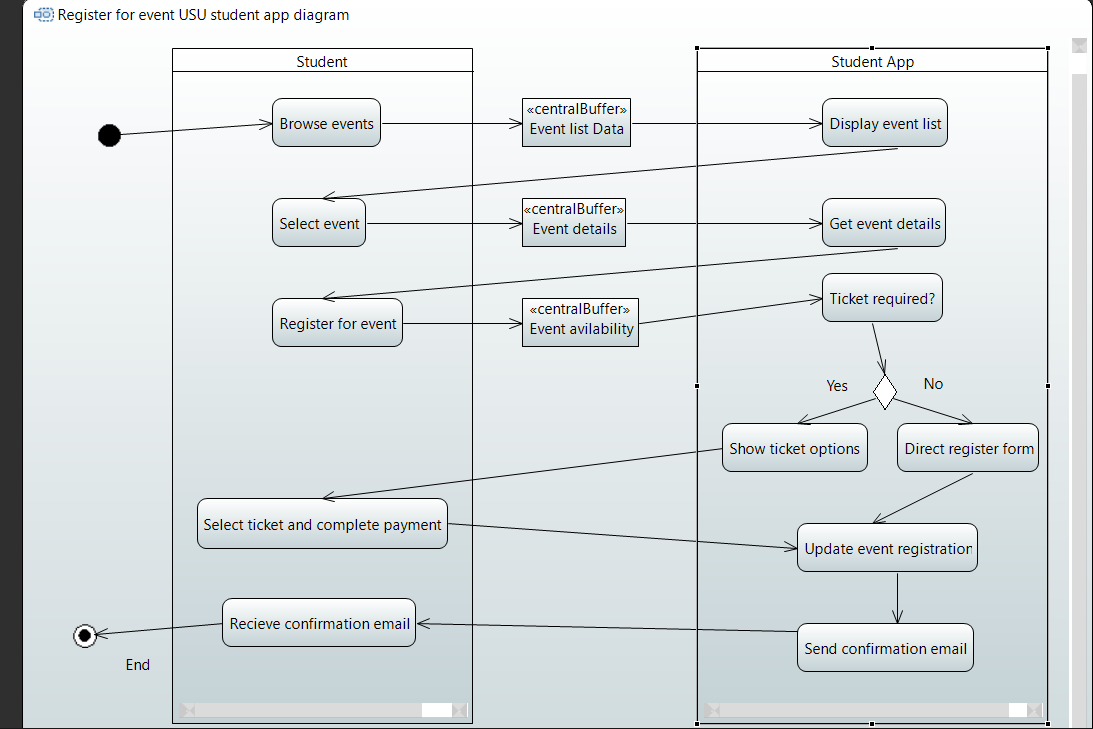 Register for event USU student app diagram
Student
Student App
Browse events
«centralBuffer»
Event list Data
Display event list
Select event
«centralBuffer»
Event details
Get event details
Register for event
«centralBuffer»
Event avilability
Ticket required?
Yes
No
Show ticket options
Direct register form
Select ticket and complete payment
Update event registration
Recieve confirmation email
Send confirmation email
End